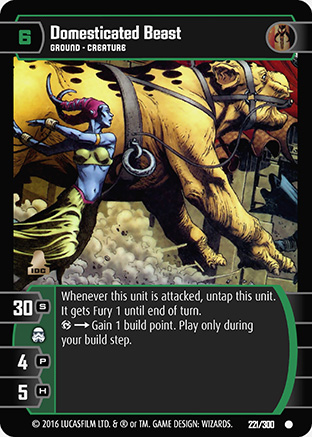 6
Domesticated Beast
GROUND - CREATURE
IDC
30 S
4 P
5 H
Whenever this unit is attacked, untap this unit.
It gets Fury 1 until end of turn.
Gain 1 build point. Play only during
your build step.
© 2016 LUCASFILM LTD. & ® OR TM. GAME DESIGN: WIZARDS.
221/300